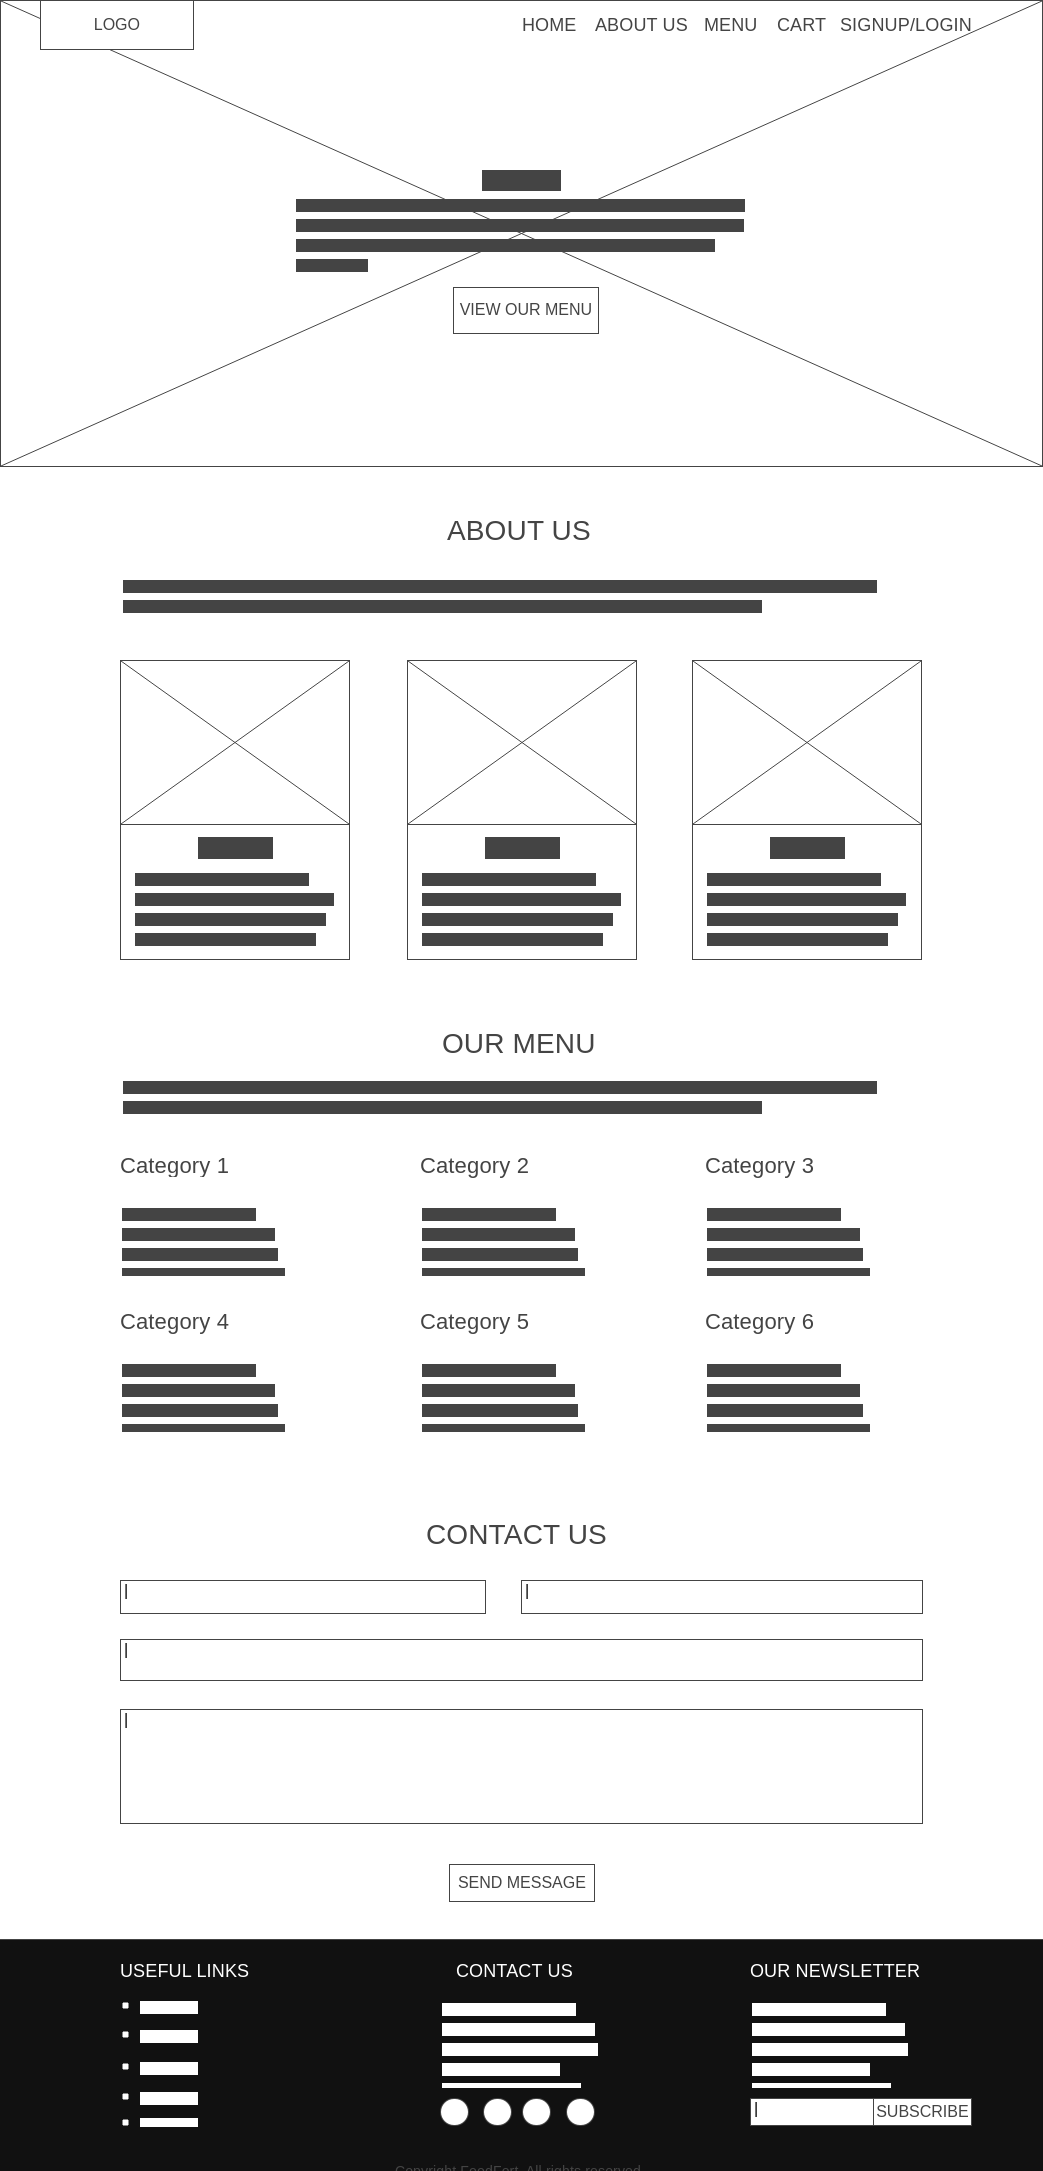 LOGO
HOME ABOUT US MENU CART SIGNUP/LOGIN
VIEW OUR MENU
ABOUT US
OUR MENU
Category 1 Category 2 Category 3
Category 4 Category 5 Category 6
CONTACT US
SEND MESSAGE
USEFUL LINKS CONTACT US OUR NEWSLETTER
SUBSCRIBE
Copyright FoodFort. All rights reserved